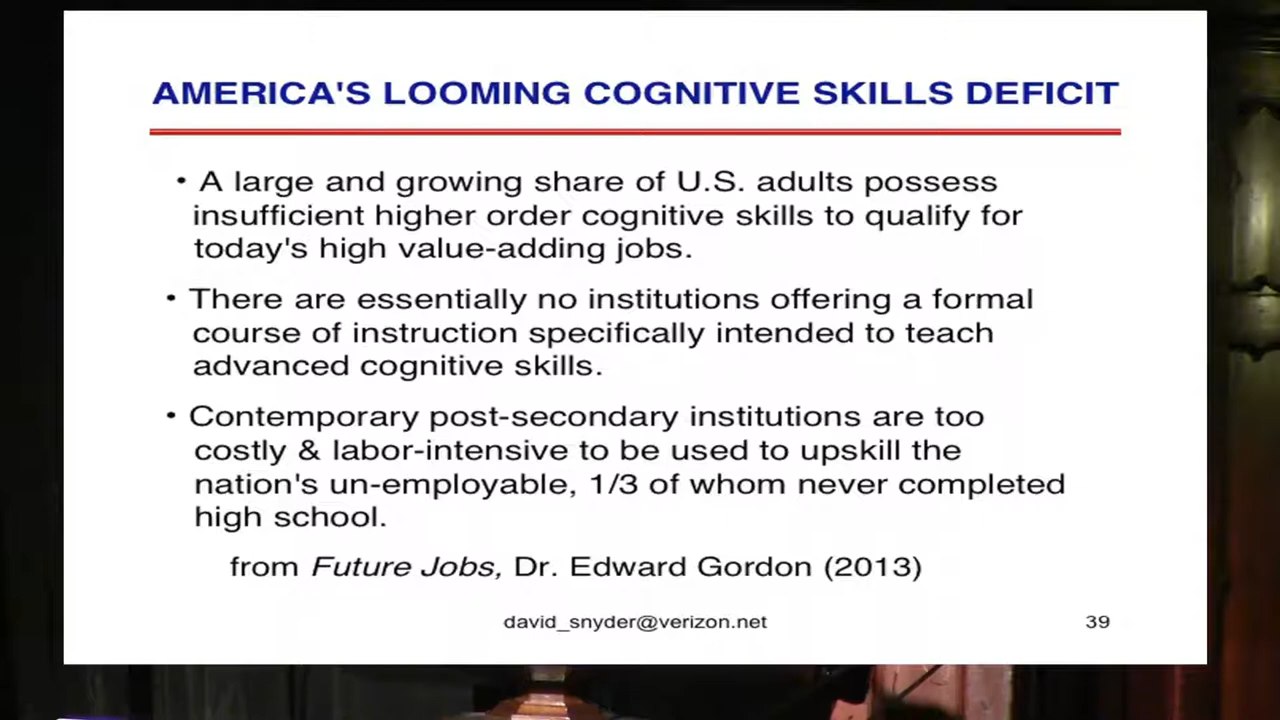 AMERICA'S LOOMING COGNITIVE SKILLS DEFICIT
• A large and growing share of U.S. adults possess
insufficient higher order cognitive skills to qualify for
today's high value-adding jobs.
• There are essentially no institutions offering a formal
course of instruction specifically intended to teach
advanced cognitive skills.
• Contemporary post-secondary institutions are too
costly & labor-intensive to be used to upskill the
nation's un-employable, 1/3 of whom never completed
high school.
from Future Jobs, Dr. Edward Gordon (2013)
david_snyder@verizon.net
39